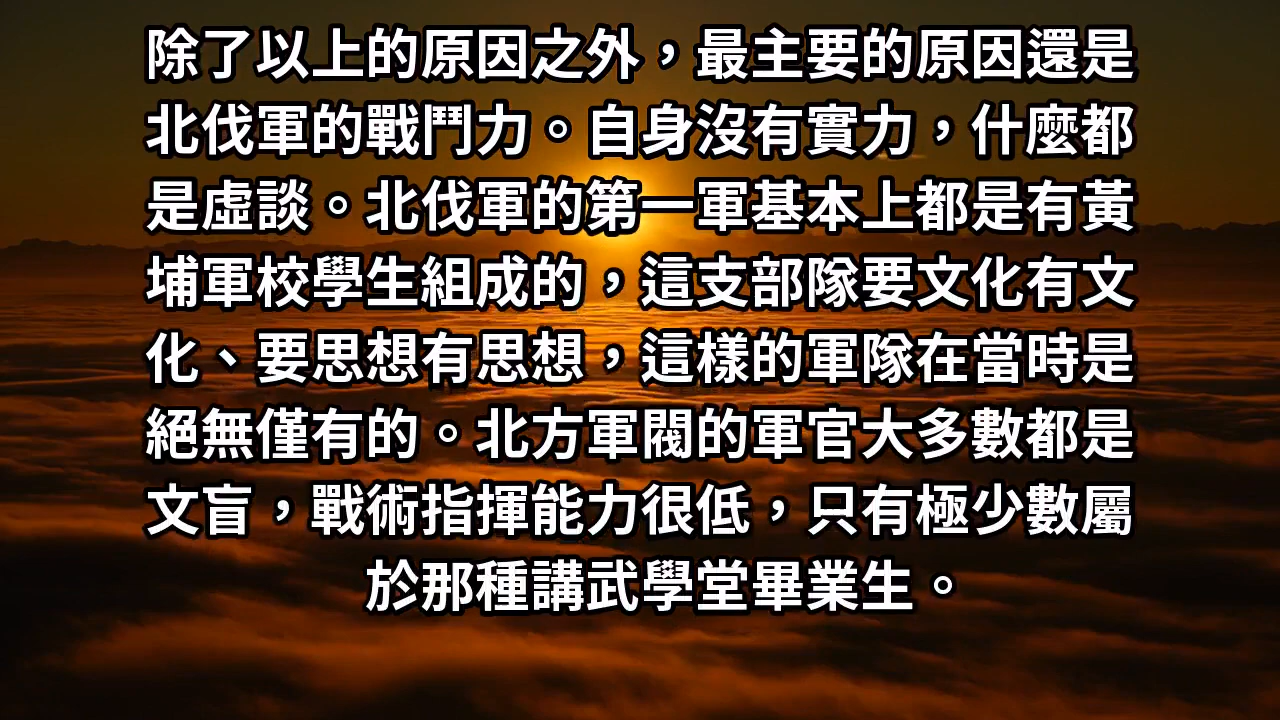 除了以上的原因之外，最主要的原因還是
北伐軍的戰鬥力。自身沒有實力，什麼都
是虛談。北伐軍的第一軍基本上都是有黃
埔軍校學生組成的，這支部隊要文化有文
化、要思想有思想，這樣的軍隊在當時是
絕無僅有的。北方軍閥的軍官大多數都是
文盲，戰術指揮能力很低，只有極少數屬
於那種講武學堂畢業生。